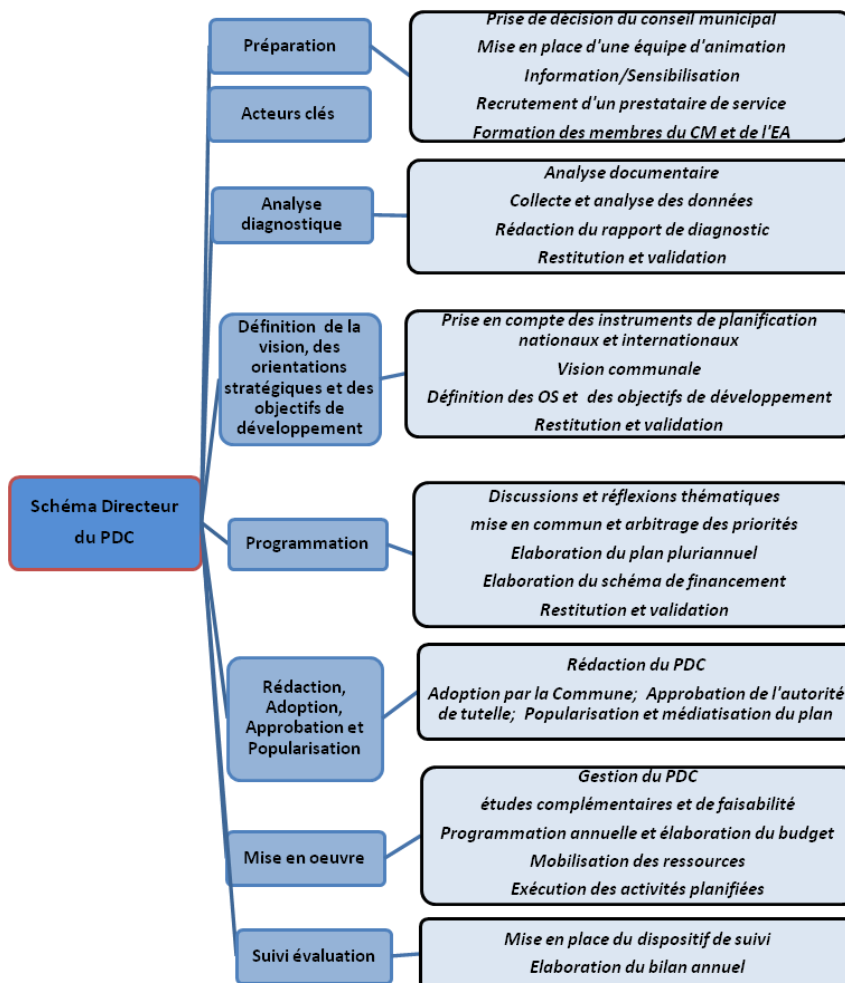 Schéma Directeur
du PDC
Préparation
Prise de décision du conseil municipal
Mise en place d'une équipe d'animation
Information/Sensibilisation
Recrutement d'un prestataire de service
Formation des membres du CM et de l'EA
Acteurs clés
Analyse
diagnostique
Analyse documentaire
Collecte et analyse des données
Rédaction du rapport de diagnostic
Restitution et validation
Définition de la
vision, des
orientations
stratégiques et des
objectifs de
développement
Prise en compte des instruments de planification
nationaux et internationaux
Vision communale
Définition des OS et des objectifs de développement
Restitution et validation
Programmation
Discussions et réflexions thématiques
mise en commun et arbitrage des priorités
Elaboration du plan pluriannuel
Elaboration du schéma de financement
Restitution et validation
Rédaction,
Adoption,
Approbation et
Popularisation
Rédaction du PDC
Adoption par la Commune; Approbation de l'autorité
de tutelle; Popularisation et médiatisation du plan
Mise en oeuvre
Gestion du PDC
études complémentaires et de faisabilité
Programmation annuelle et élaboration du budget
Mobilisation des ressources
Exécution des activités planifiées
Suivi évaluation
Mise en place du dispositif de suivi
Elaboration du bilan annuel